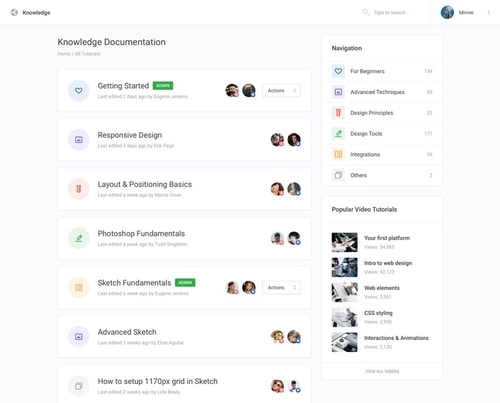 Knowledge
Type to search...
Minnie
Knowledge Documentation
Home / All Tutorials
Getting Started ADMIN
Last edited 2 days ago by Eugene Jenkins
Actions
Responsive Design
Last edited 3 days ago by Erik Page
Layout & Positioning Basics
Last edited a week ago by Myrtie Greer
Photoshop Fundamentals
Last edited a week ago by Todd Singleton
Sketch Fundamentals ADMIN
Last edited a week ago by Eugene Jenkins
Actions
Advanced Sketch
Last edited 2 weeks ago by Elsie Aguilar
How to setup 1170px grid in Sketch
Last edited 2 weeks ago by Lida Brady
Navigation
For Beginners 154
Advanced Techniques 85
Design Principles 22
Design Tools 171
Integrations 96
Others 2
Popular Video Tutorials
Your first platform
Views: 54,985
Intro to web design
Views: 42,122
Web elements
Views: 3,551
CSS styling
Views: 2,998
Interactions & Animations
Views: 2,130
VIEW ALL VIDEOS